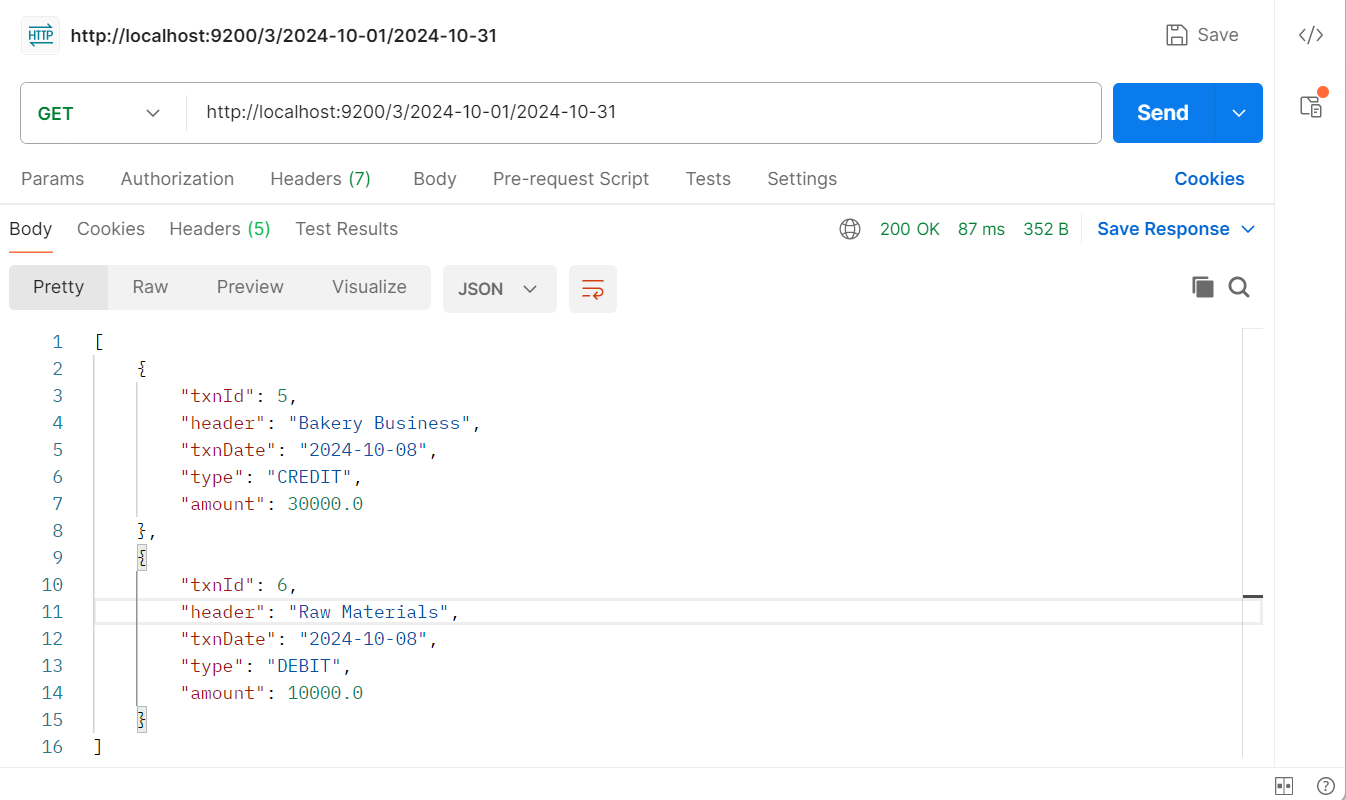 HTTP http://localhost:9200/3/2024-10-01/2024-10-31 Save </>
GET http://localhost:9200/3/2024-10-01/2024-10-31 Send
Params Authorization Headers (7) Body Pre-request Script Tests Settings Cookies
Body Cookies Headers (5) Test Results 200 OK 87 ms 352 B Save Response
Pretty Raw Preview Visualize JSON
1 [
2 {
3 "txnId": 5,
4 "header": "Bakery Business",
5 "txnDate": "2024-10-08",
6 "type": "CREDIT",
7 "amount": 30000.0
8 },
9 {
10 "txnId": 6,
11 "header": "Raw Materials",
12 "txnDate": "2024-10-08",
13 "type": "DEBIT",
14 "amount": 10000.0
15 }
16 ]